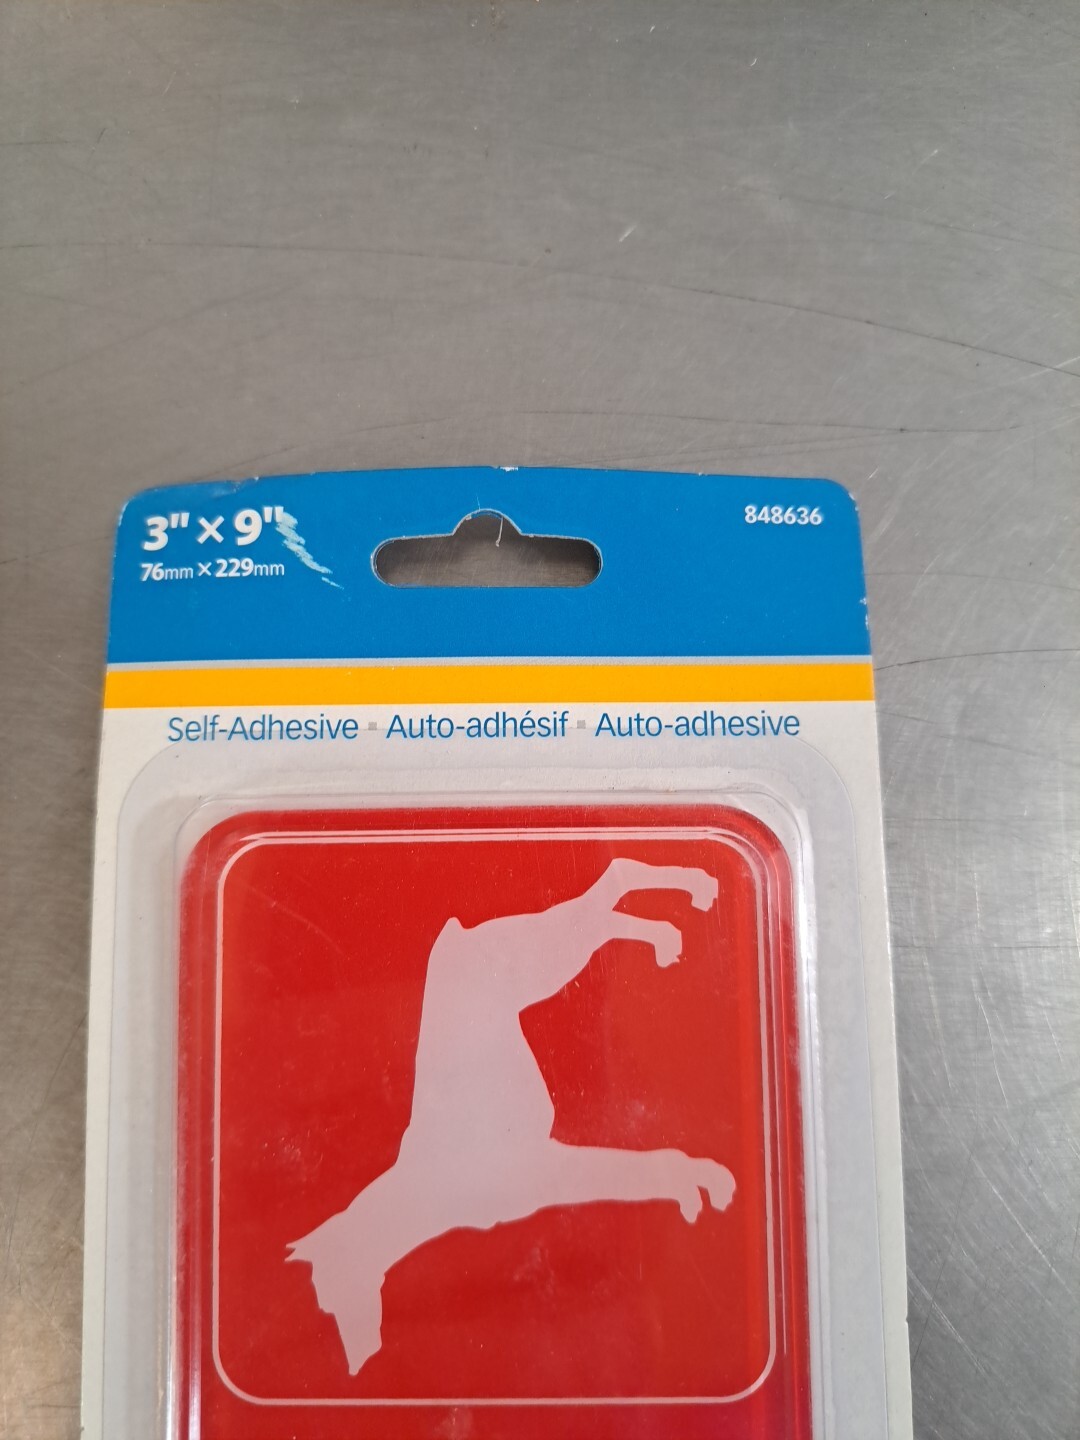 3" × 9"
76mm × 229mm
848636
Self-Adhesive ▪ Auto-adhésif ▪ Auto-adhesive